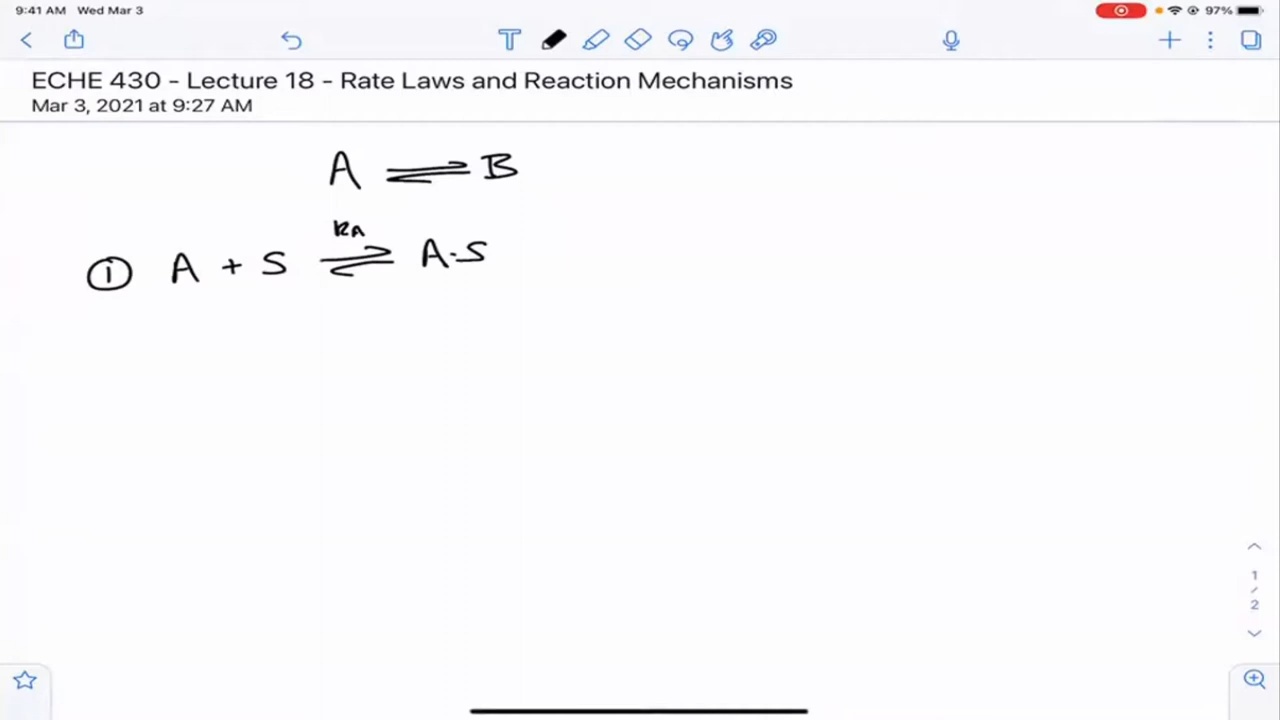 9:41 AM Wed Mar 3 97%
T
ECHE 430 - Lecture 18 - Rate Laws and Reaction Mechanisms
Mar 3, 2021 at 9:27 AM
A ⇌ B
kA
① A + S ⇌ A·S
1
/
2